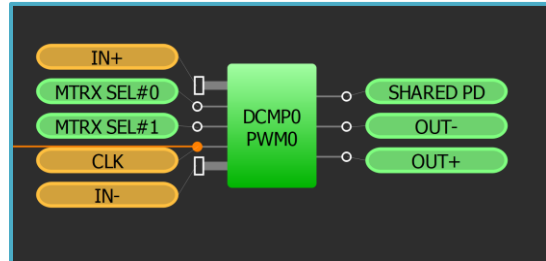 IN+
MTRX SEL#0
MTRX SEL#1
CLK
IN-
DCMP0
PWM0
SHARED PD
OUT-
OUT+